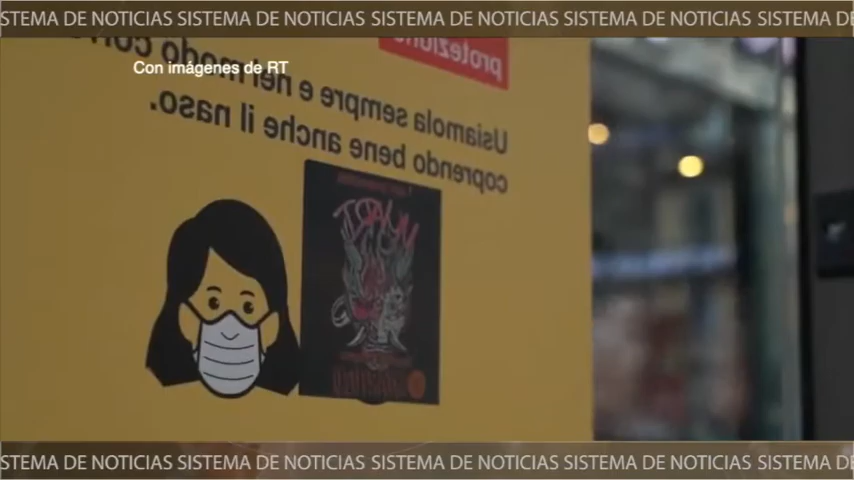 STEMA DE NOTICIAS SISTEMA DE NOTICIAS SISTEMA DE NOTICIAS SISTEMA DE NOTICIAS SISTEMA DE
Con imágenes de RT
protezione
Usiamola sempre e nel modo
coprendo bene anche il naso.
STEMA DE NOTICIAS SISTEMA DE NOTICIAS SISTEMA DE NOTICIAS SISTEMA DE NOTICIAS SISTEMA DE